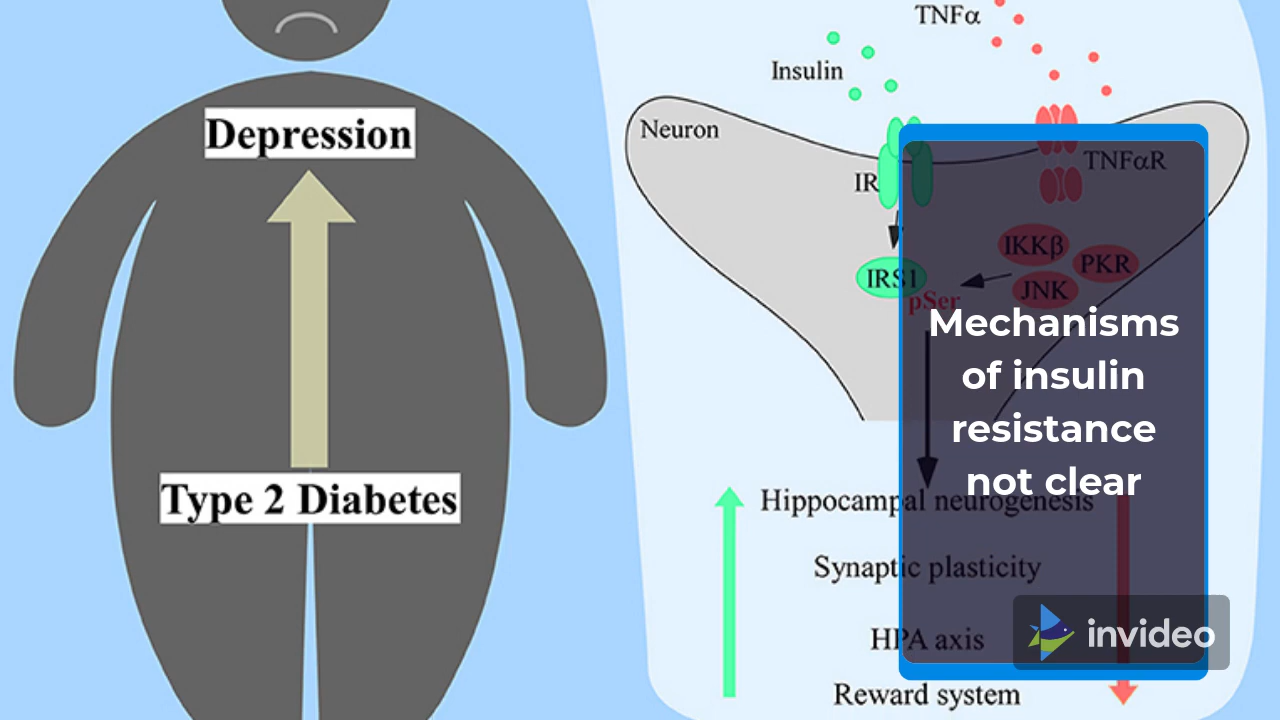 Depression
Type 2 Diabetes
TNFα
Insulin
Neuron
TNFαR
IR
IKKβ
PKR
IRS1
JNK
pSer
Mechanisms
of insulin
resistance
not clear
Hippocampal neurogenesis
Synaptic plasticity
HPA axis
invideo
Reward system